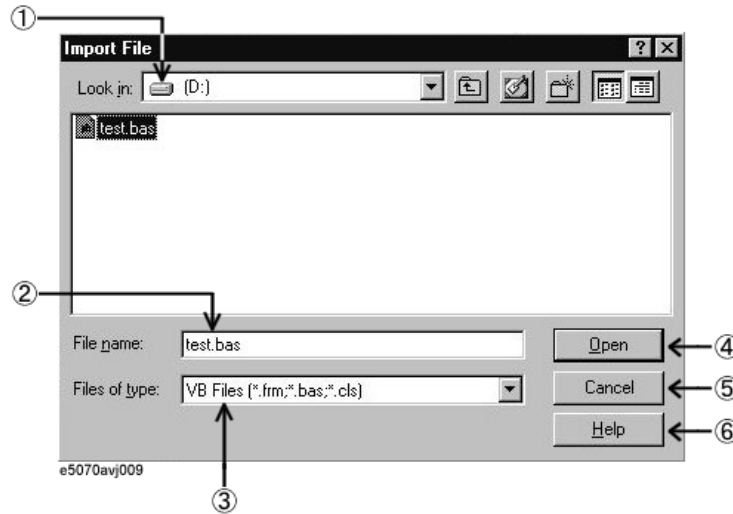 ①
Import File
Look in: (D:)
test.bas
②
File name: test.bas Open ④
Files of type: VB Files (*.frm;*.bas;*.cls) Cancel ⑤
Help ⑥
e5070avj009
③